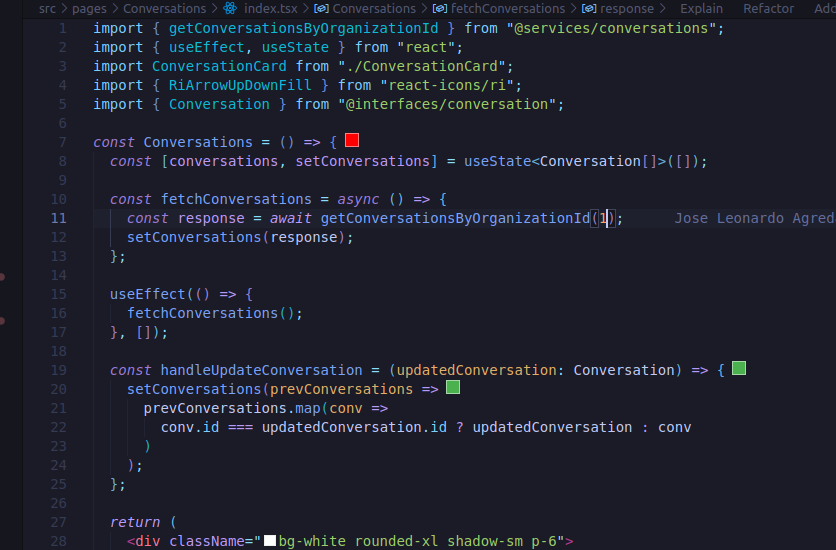 src > pages > Conversations > index.tsx > Conversations > fetchConversations > response > Explain Refactor Add
1 import { getConversationsByOrganizationId } from "@services/conversations";
2 import { useEffect, useState } from "react";
3 import ConversationCard from "./ConversationCard";
4 import { RiArrowUpDownFill } from "react-icons/ri";
5 import { Conversation } from "@interfaces/conversation";
6
7 const Conversations = () => {
8 const [conversations, setConversations] = useState<Conversation[]>([]);
9
10 const fetchConversations = async () => {
11 const response = await getConversationsByOrganizationId(1); Jose Leonardo Agred
12 setConversations(response);
13 };
14
15 useEffect(() => {
16 fetchConversations();
17 }, []);
18
19 const handleUpdateConversation = (updatedConversation: Conversation) => {
20 setConversations(prevConversations =>
21 prevConversations.map(conv =>
22 conv.id === updatedConversation.id ? updatedConversation : conv
23 )
24 );
25 };
26
27 return (
28 <div className="bg-white rounded-xl shadow-sm p-6">